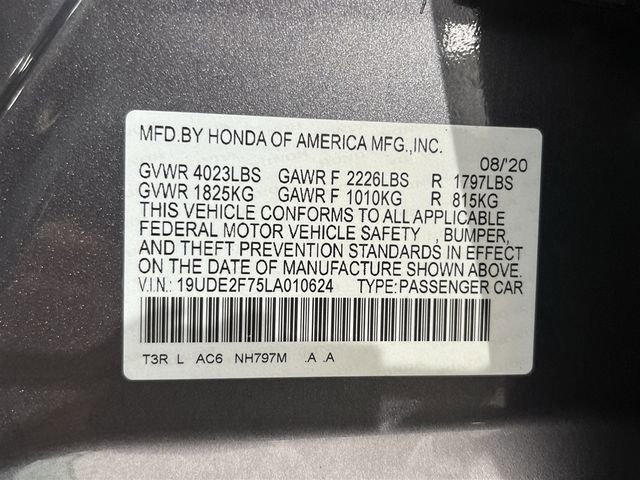 MFD.BY HONDA OF AMERICA MFG.,INC.
08/'20
GVWR 4023LBS GAWR F 2226LBS R 1797LBS
GVWR 1825KG GAWR F 1010KG R 815KG
THIS VEHICLE CONFORMS TO ALL APPLICABLE
FEDERAL MOTOR VEHICLE SAFETY , BUMPER,
AND THEFT PREVENTION STANDARDS IN EFFECT
ON THE DATE OF MANUFACTURE SHOWN ABOVE.
V.I.N.: 19UDE2F75LA010624 TYPE:PASSENGER CAR
T3R L AC6 NH797M .A .A